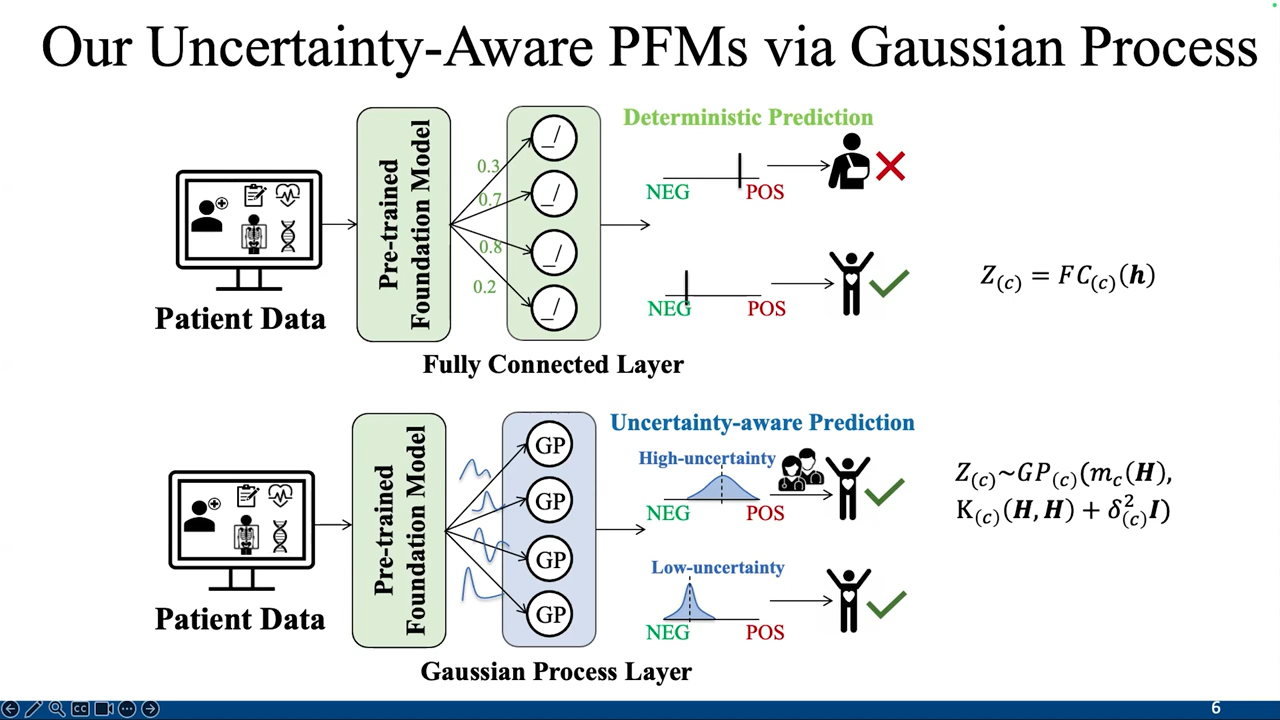 Our Uncertainty-Aware PFMs via Gaussian Process
Patient Data
Pre-trained
Foundation Model
0.3
0.7
0.8
0.2
Fully Connected Layer
Deterministic Prediction
NEG
POS
NEG
POS
Z₍c₎ = FC₍c₎(h)
Patient Data
Pre-trained
Foundation Model
GP
GP
GP
GP
Gaussian Process Layer
Uncertainty-aware Prediction
High-uncertainty
NEG
POS
Low-uncertainty
NEG
POS
Z₍c₎~GP₍c₎(m_c(H),
K₍c₎(H, H) + δ²₍c₎I)
CC
6